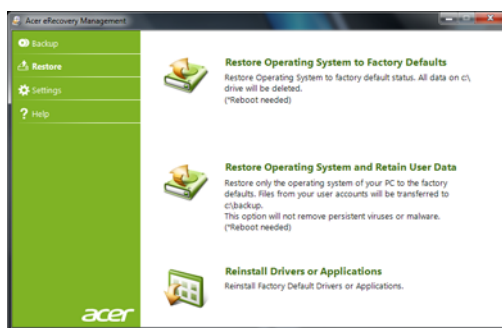 Acer eRecovery Management
Backup
Restore
Settings
Help
Restore Operating System to Factory Defaults
Restore Operating System to factory default status. All data on c:\
drive will be deleted.
(*Reboot needed)
Restore Operating System and Retain User Data
Restore only the operating system of your PC to the factory
defaults. Files from your user accounts will be transferred to
c:\backup.
This option will not remove persistent viruses or malware.
(*Reboot needed)
Reinstall Drivers or Applications
Reinstall Factory Default Drivers or Applications.
acer